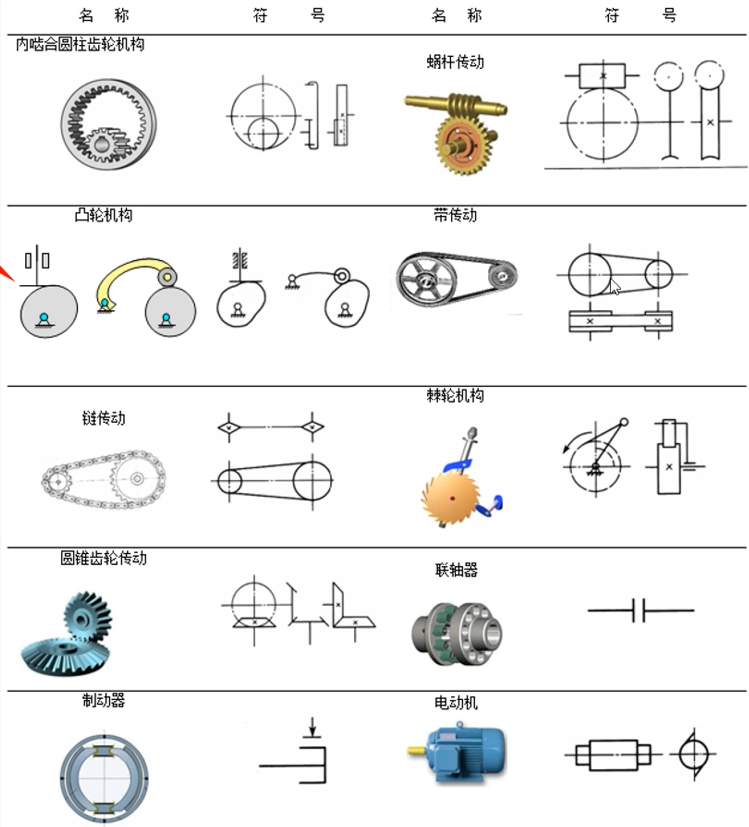 名 称 符 号 名 称 符 号
内啮合圆柱齿轮机构
蜗杆传动
凸轮机构
带传动
链传动
棘轮机构
圆锥齿轮传动
联轴器
制动器
电动机